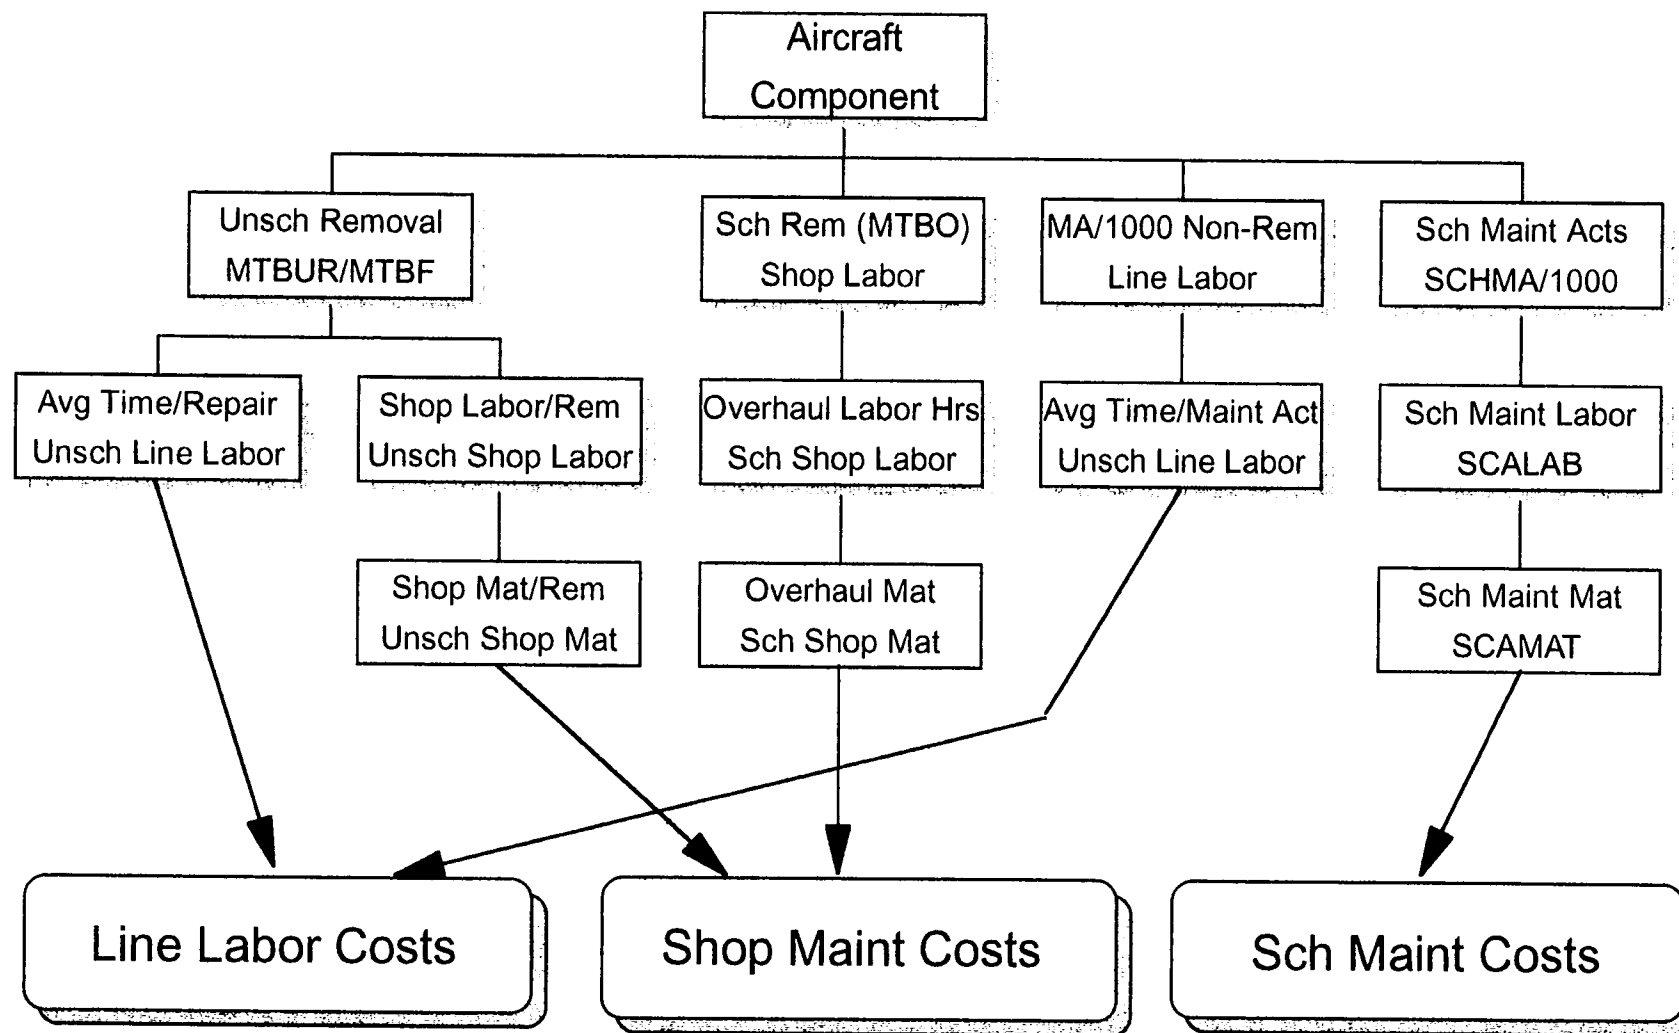 Aircraft
Component
Unsch Removal
MTBUR/MTBF
Sch Rem (MTBO)
Shop Labor
MA/1000 Non-Rem
Line Labor
Sch Maint Acts
SCHMA/1000
Avg Time/Repair
Unsch Line Labor
Shop Labor/Rem
Unsch Shop Labor
Overhaul Labor Hrs
Sch Shop Labor
Avg Time/Maint Act
Unsch Line Labor
Sch Maint Labor
SCALAB
Shop Mat/Rem
Unsch Shop Mat
Overhaul Mat
Sch Shop Mat
Sch Maint Mat
SCAMAT
Line Labor Costs
Shop Maint Costs
Sch Maint Costs